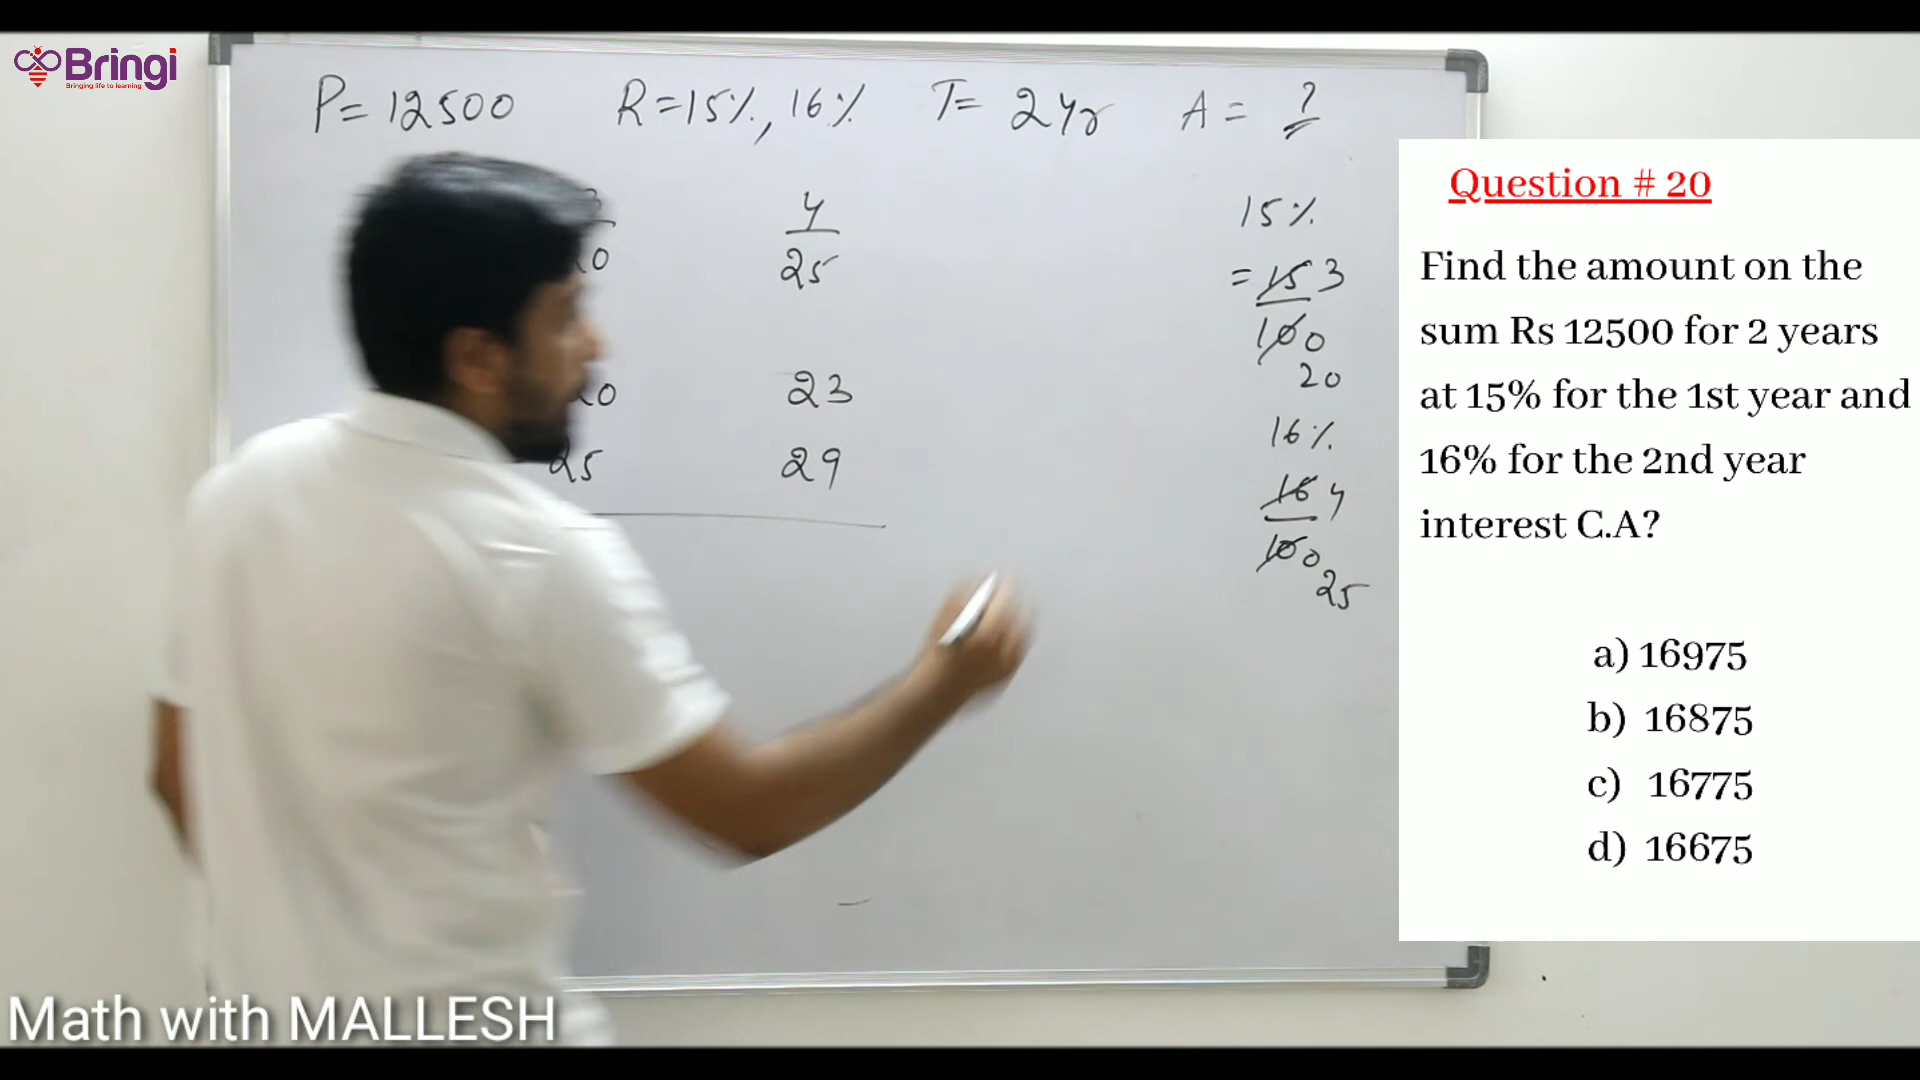 Bringi
Bringing life to learning
P= 12500 R=15%, 16% T= 2yr A= ?
4
25
23
25 29
15%
= 15 3
100
20
16%
16 4
100
25
Question # 20
Find the amount on the
sum Rs 12500 for 2 years
at 15% for the 1st year and
16% for the 2nd year
interest C.A?
a) 16975
b) 16875
c) 16775
d) 16675
Math with MALLESH